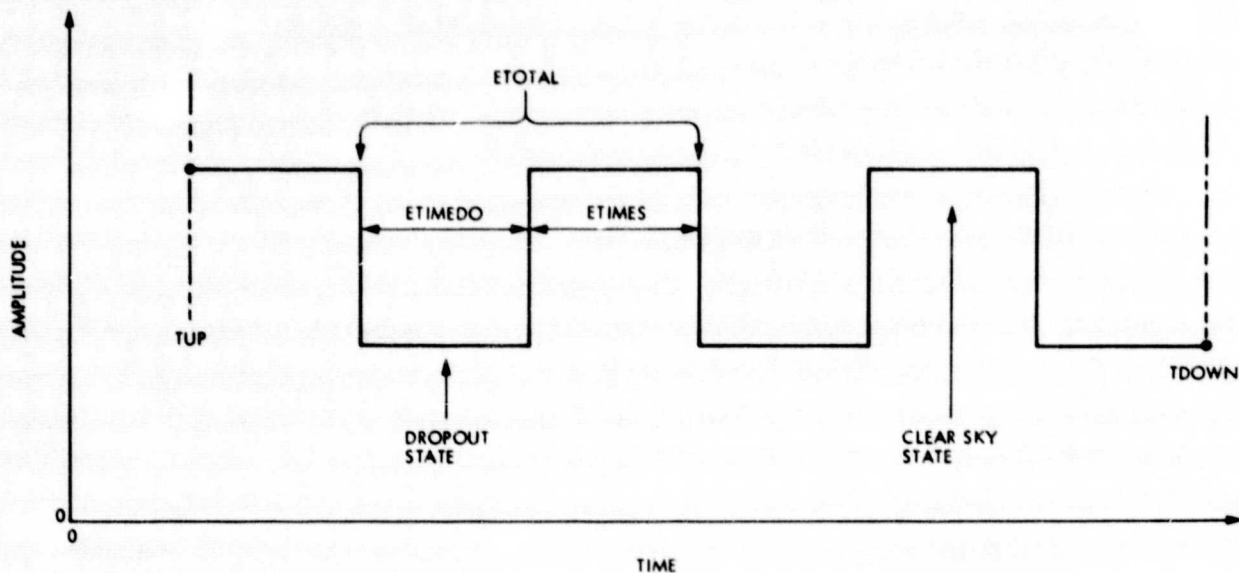 ETOTAL
ETIMEDO
ETIMES
AMPLITUDE
TUP
TDOWN
DROPOUT
STATE
CLEAR SKY
STATE
0
0
TIME